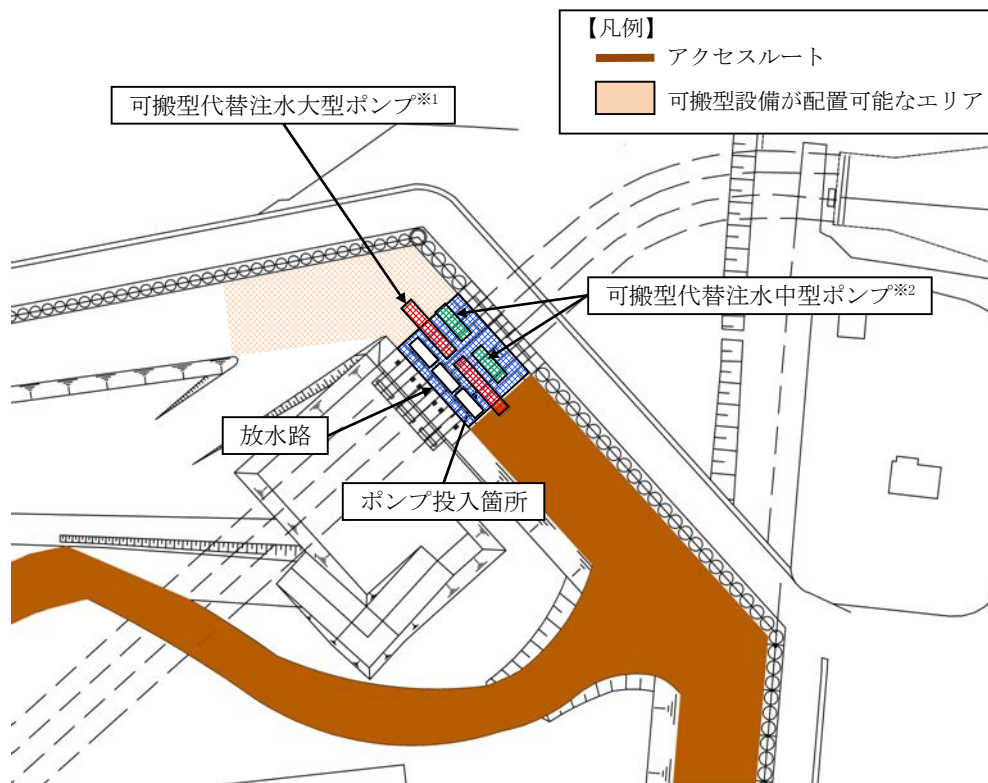 【凡例】
アクセスルート
可搬型設備が配置可能なエリア
可搬型代替注水大型ポンプ※1
可搬型代替注水中型ポンプ※2
放水路
ポンプ投入箇所